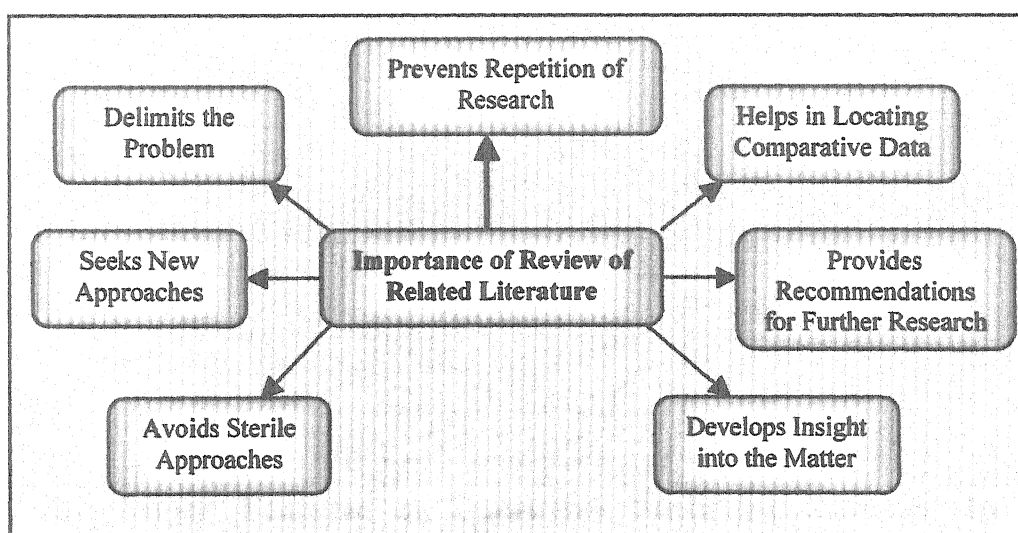 Prevents Repetition of
Research
Delimits the
Problem
Helps in Locating
Comparative Data
Seeks New
Approaches
Importance of Review of
Related Literature
Provides
Recommendations
for Further Research
Avoids Sterile
Approaches
Develops Insight
into the Matter